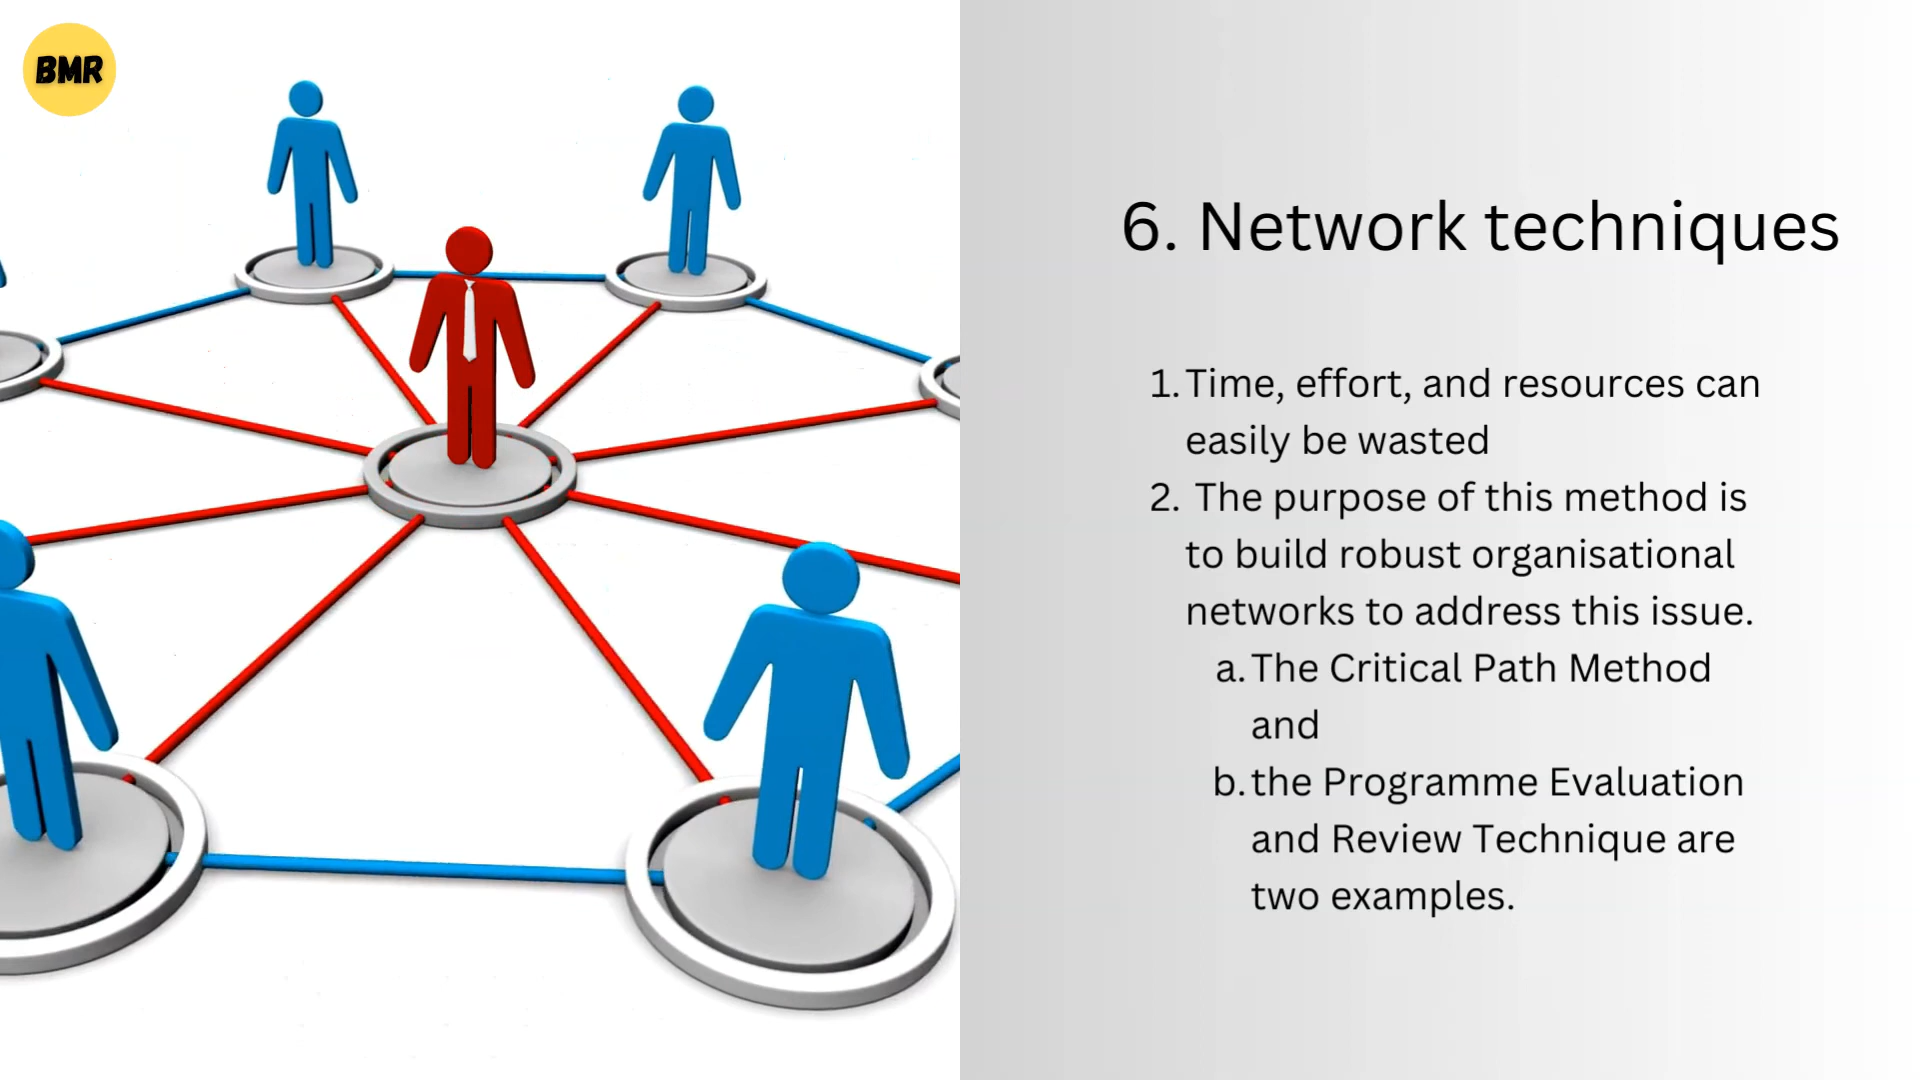 BMR
6. Network techniques
1. Time, effort, and resources can
easily be wasted
2. The purpose of this method is
to build robust organisational
networks to address this issue.
a. The Critical Path Method
and
b. the Programme Evaluation
and Review Technique are
two examples.